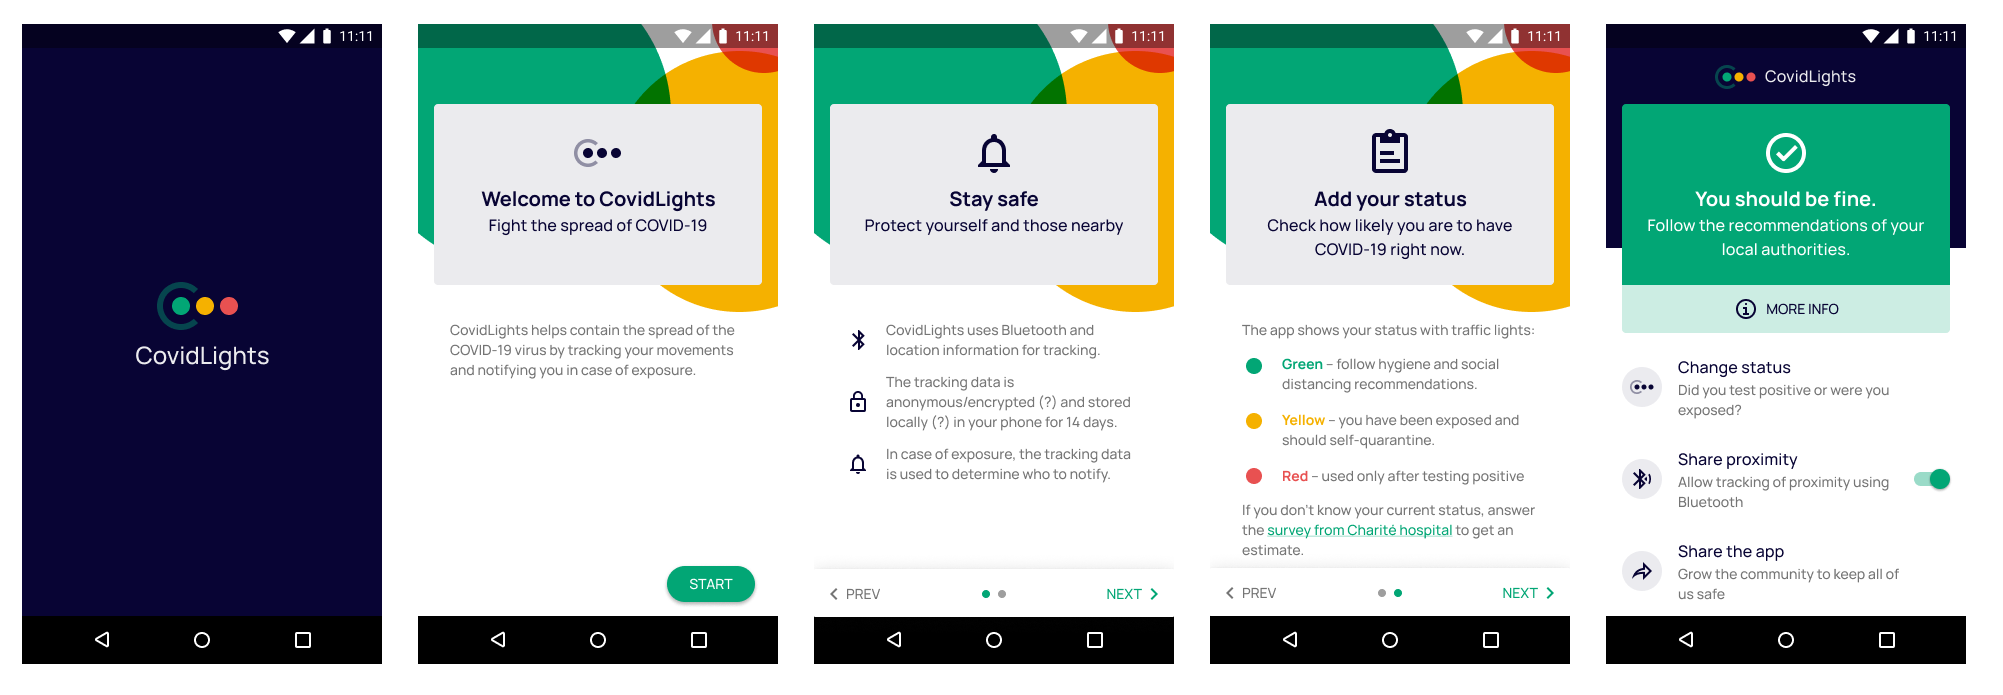 11:11
CovidLights
11:11
Welcome to CovidLights
Fight the spread of COVID-19
CovidLights helps contain the spread of the
COVID-19 virus by tracking your movements
and notifying you in case of exposure.
START
11:11
Stay safe
Protect yourself and those nearby
CovidLights uses Bluetooth and
location information for tracking.
The tracking data is
anonymous/encrypted (?) and stored
locally (?) in your phone for 14 days.
In case of exposure, the tracking data
is used to determine who to notify.
PREV
NEXT
11:11
Add your status
Check how likely you are to have
COVID-19 right now.
The app shows your status with traffic lights:
Green – follow hygiene and social
distancing recommendations.
Yellow – you have been exposed and
should self-quarantine.
Red – used only after testing positive
If you don't know your current status, answer
the survey from Charité hospital to get an
estimate.
PREV
NEXT
11:11
CovidLights
You should be fine.
Follow the recommendations of your
local authorities.
MORE INFO
Change status
Did you test positive or were you
exposed?
Share proximity
Allow tracking of proximity using
Bluetooth
Share the app
Grow the community to keep all of
us safe